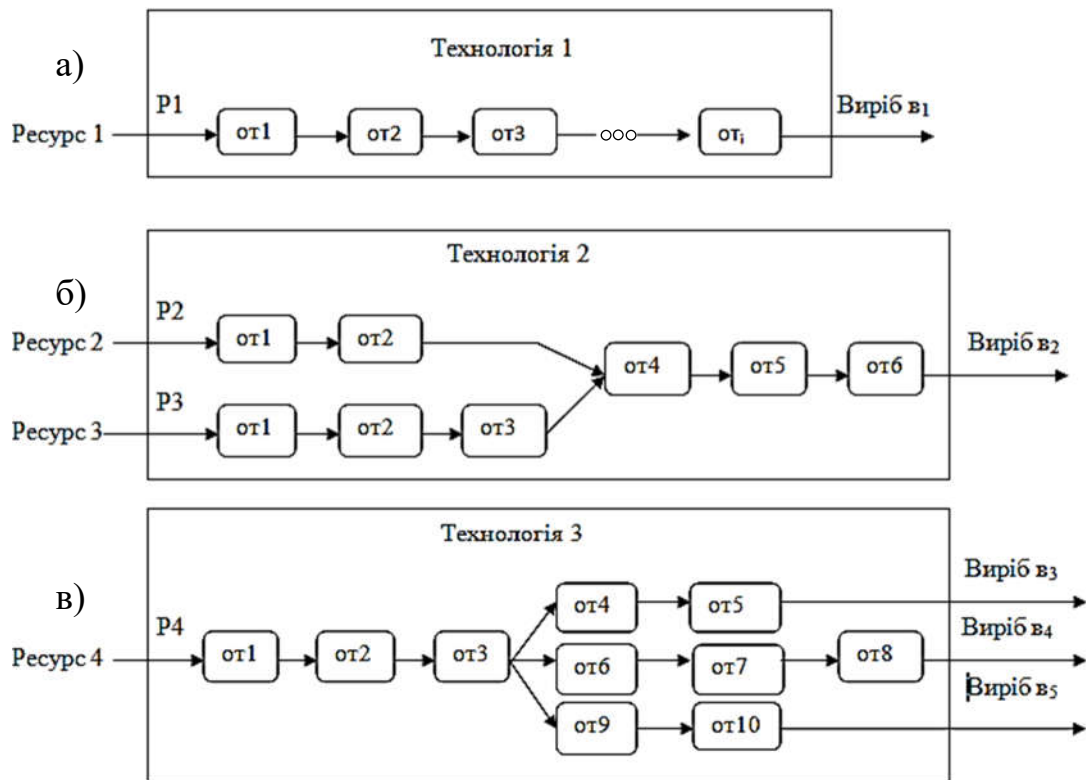 Технологія 1
а)
Р1
Виріб в₁
Ресурс 1
от1 от2 от3 от_i
Технологія 2
б)
Р2
Ресурс 2
от1 от2
Виріб в₂
от4 от5 от6
Р3
Ресурс 3
от1 от2 от3
Технологія 3
Виріб в₃
в)
от4 от5
Р4
Виріб в₄
Ресурс 4
от1 от2 от3
от6 от7 от8
Виріб в₅
от9 от10